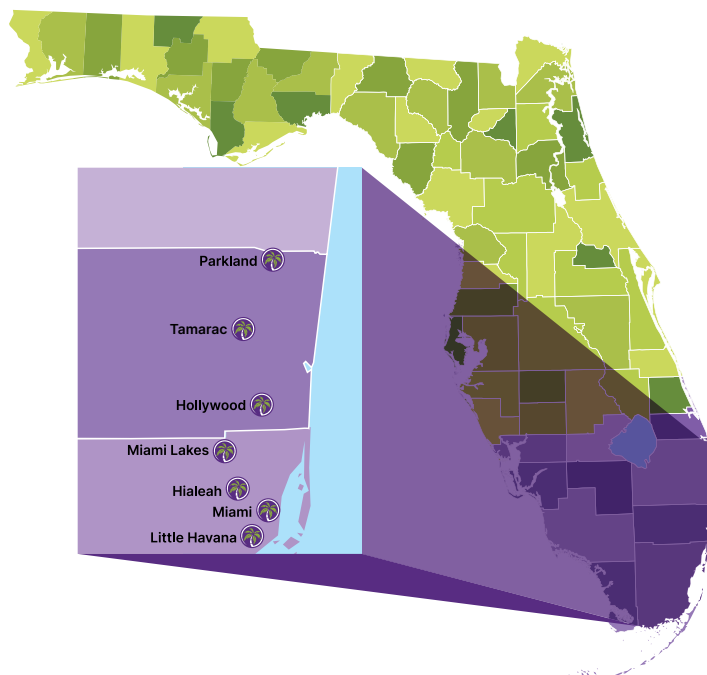 Parkland
Tamarac
Hollywood
Miami Lakes
Hialeah
Miami
Little Havana